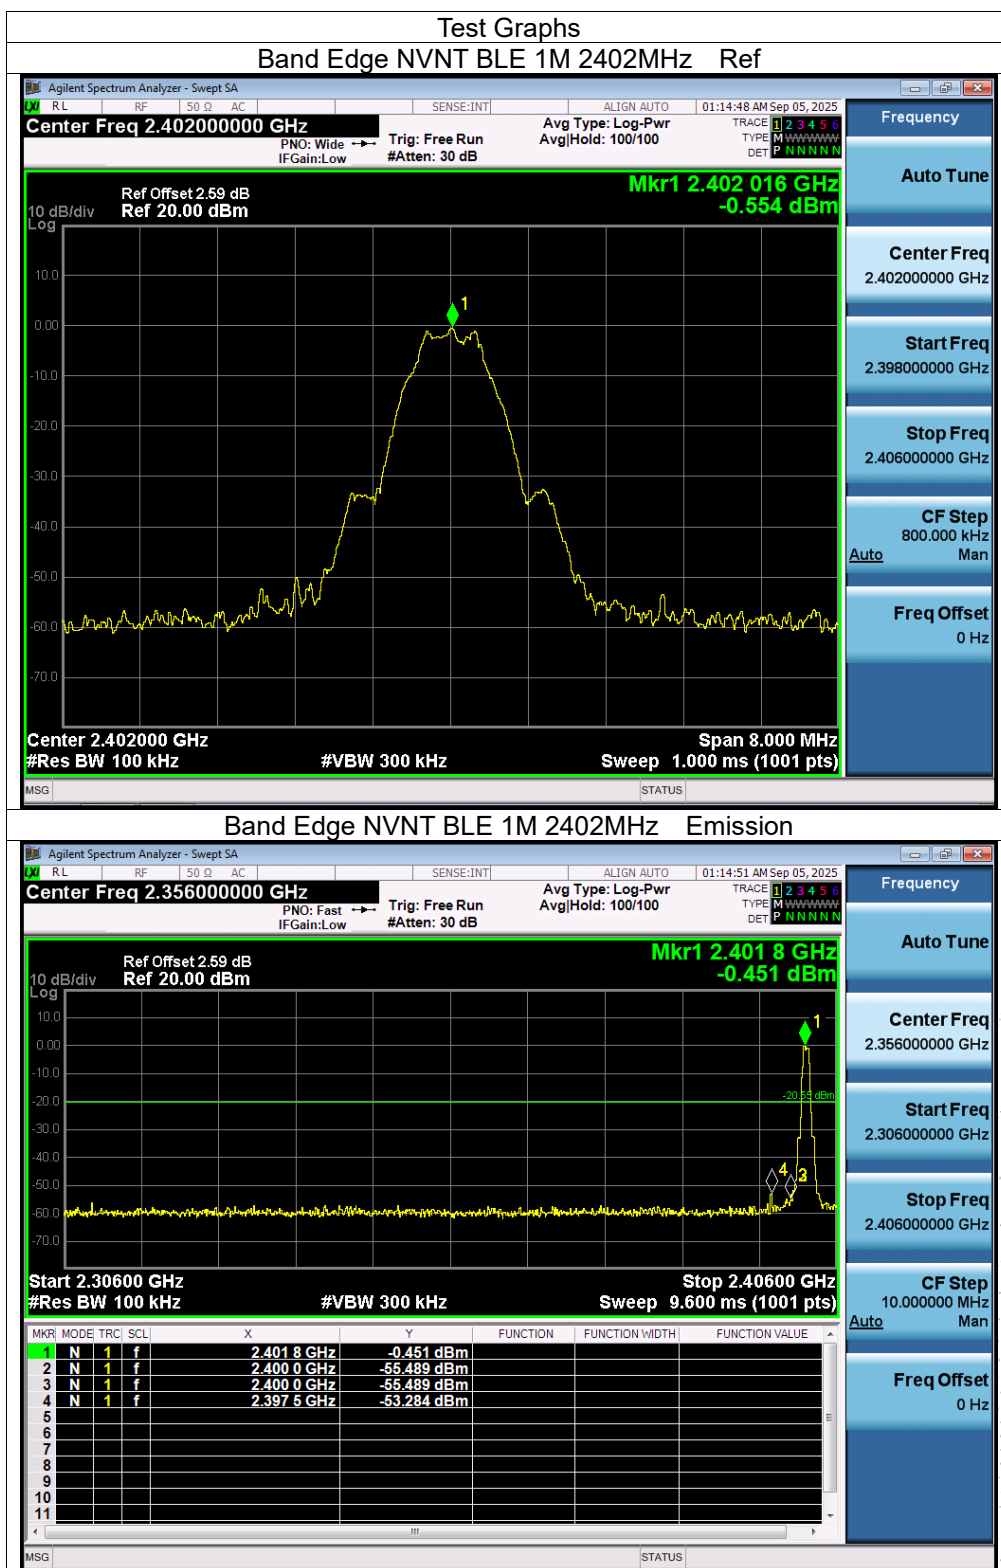 Test Graphs
Band Edge NVNT BLE 1M 2402MHz Ref
Agilent Spectrum Analyzer - Swept SA
LXI RL RF 50 Ω AC SENSE:INT ALIGN AUTO 01:14:48 AM Sep 05, 2025
Center Freq 2.402000000 GHz
PNO: Wide
IFGain:Low
Trig: Free Run
#Atten: 30 dB
Avg Type: Log-Pwr
Avg|Hold: 100/100
TRACE 1 2 3 4 5 6
TYPE M WWWWW
DET P N N N N N
Ref Offset 2.59 dB
10 dB/div Ref 20.00 dBm
Log
Mkr1 2.402 016 GHz
-0.554 dBm
1
10.0
0.00
-10.0
-20.0
-30.0
-40.0
-50.0
-60.0
-70.0
Center 2.402000 GHz Span 8.000 MHz
#Res BW 100 kHz #VBW 300 kHz Sweep 1.000 ms (1001 pts)
MSG STATUS
Frequency
Auto Tune
Center Freq
2.402000000 GHz
Start Freq
2.398000000 GHz
Stop Freq
2.406000000 GHz
CF Step
800.000 kHz
Auto Man
Freq Offset
0 Hz
Band Edge NVNT BLE 1M 2402MHz Emission
Agilent Spectrum Analyzer - Swept SA
LXI RL RF 50 Ω AC SENSE:INT ALIGN AUTO 01:14:51 AM Sep 05, 2025
Center Freq 2.356000000 GHz
PNO: Fast
IFGain:Low
Trig: Free Run
#Atten: 30 dB
Avg Type: Log-Pwr
Avg|Hold: 100/100
TRACE 1 2 3 4 5 6
TYPE M WWWWW
DET P N N N N N
Ref Offset 2.59 dB
10 dB/div Ref 20.00 dBm
Log
Mkr1 2.401 8 GHz
-0.451 dBm
1
10.0
0.00
-10.0
-20.0
-20.55 dBm
-30.0
-40.0
4 3
-50.0
-60.0
-70.0
Start 2.30600 GHz Stop 2.40600 GHz
#Res BW 100 kHz #VBW 300 kHz Sweep 9.600 ms (1001 pts)
MKR MODE TRC SCL X Y FUNCTION FUNCTION WIDTH FUNCTION VALUE
1 N 1 f 2.401 8 GHz -0.451 dBm
2 N 1 f 2.400 0 GHz -55.489 dBm
3 N 1 f 2.400 0 GHz -55.489 dBm
4 N 1 f 2.397 5 GHz -53.284 dBm
5
6
7
8
9
10
11
MSG STATUS
Frequency
Auto Tune
Center Freq
2.356000000 GHz
Start Freq
2.306000000 GHz
Stop Freq
2.406000000 GHz
CF Step
10.000000 MHz
Auto Man
Freq Offset
0 Hz